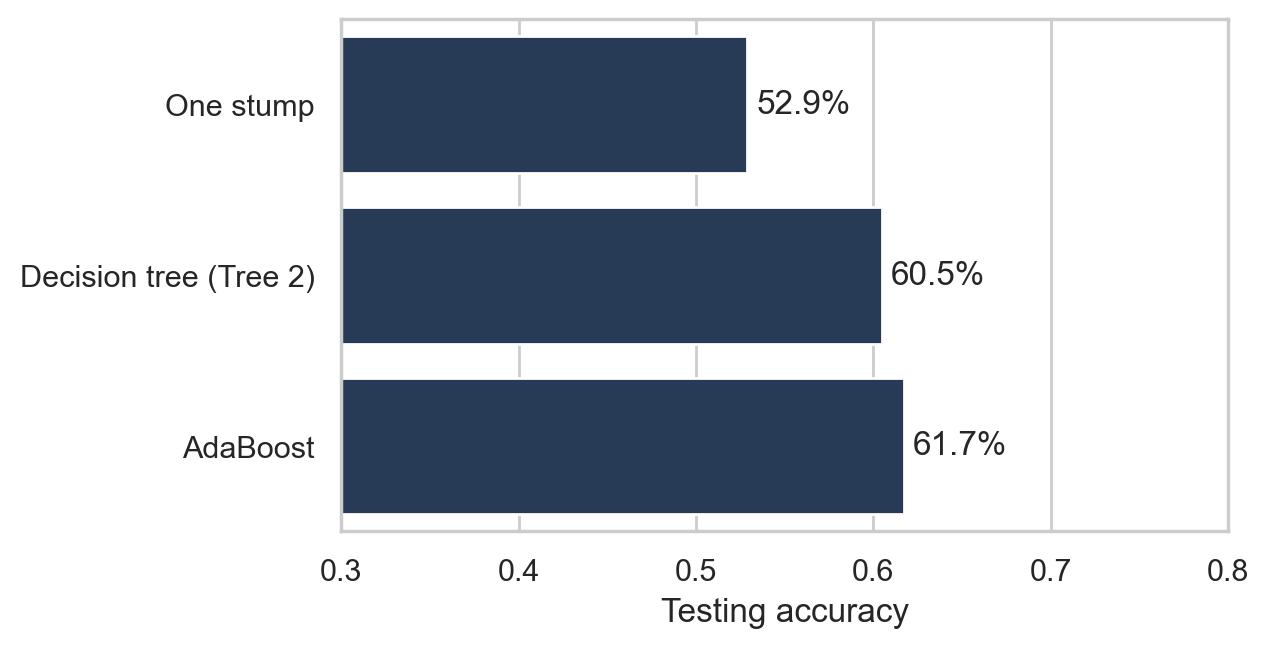 One stump
52.9%
Decision tree (Tree 2)
60.5%
AdaBoost
61.7%
0.3 0.4 0.5 0.6 0.7 0.8
Testing accuracy